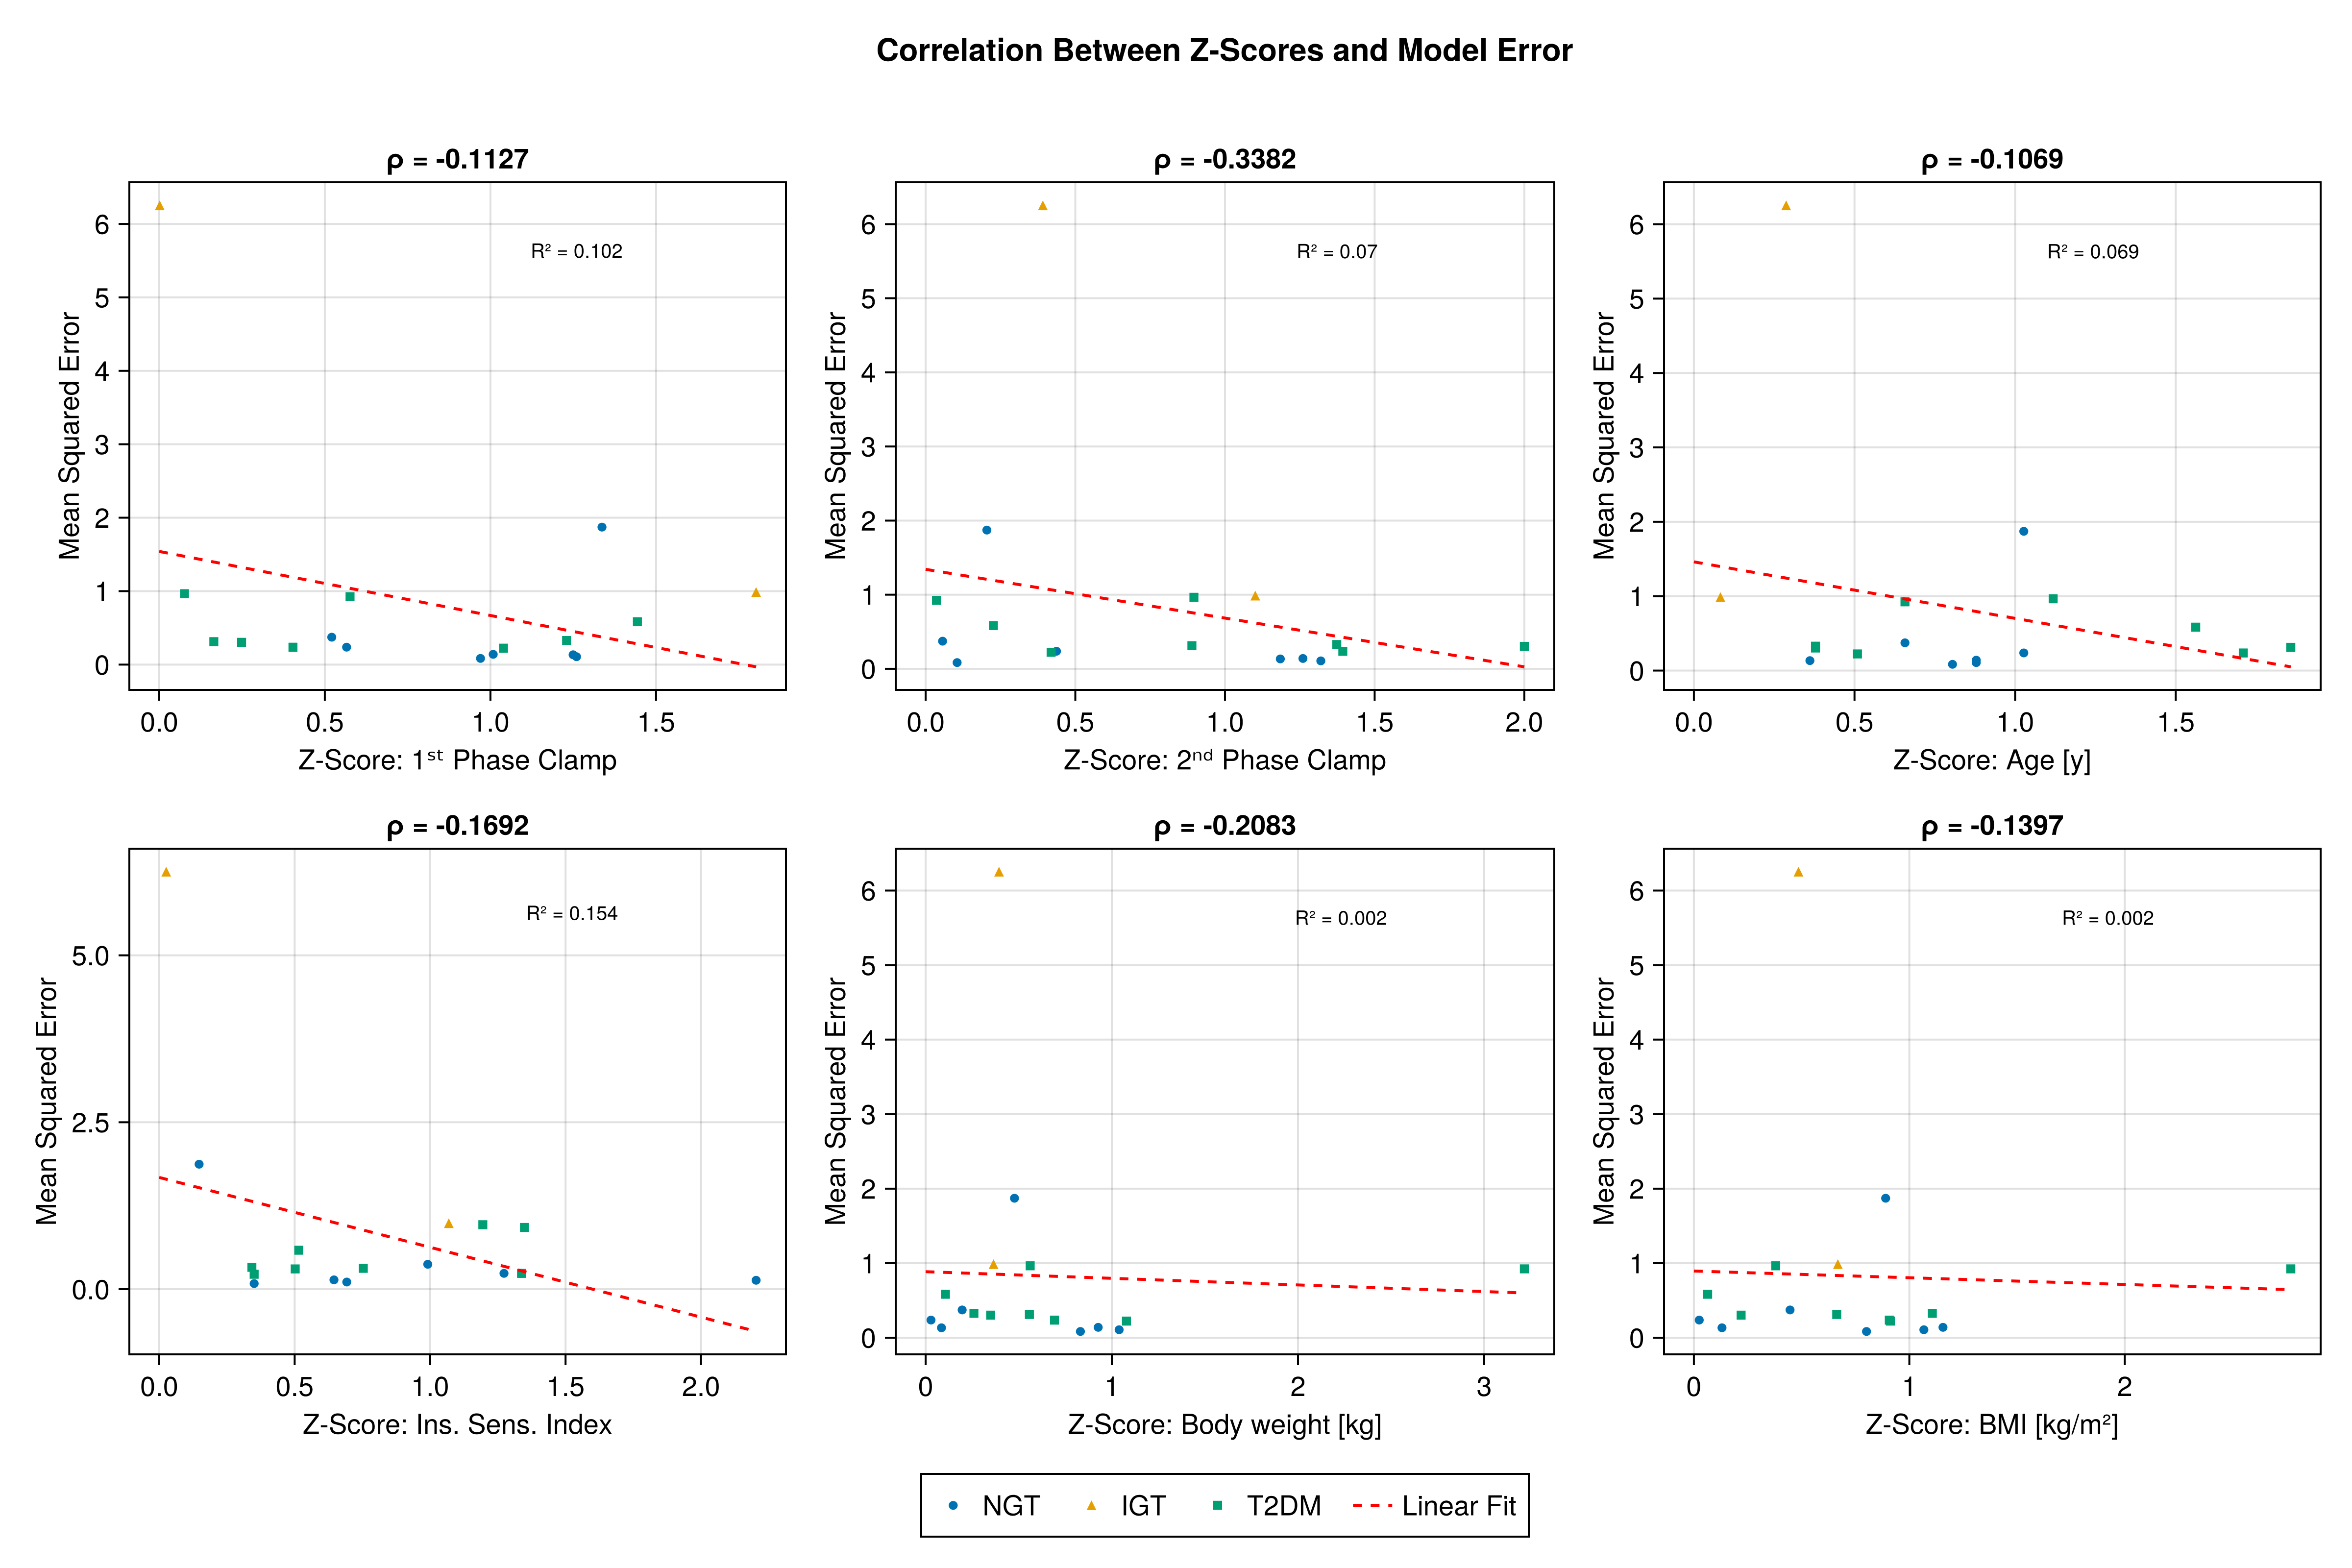 Correlation Between Z-Scores and Model Error
ρ = -0.1127
Mean Squared Error
6
5
4
3
2
1
0
R² = 0.102
0.0 0.5 1.0 1.5
Z-Score: 1ˢᵗ Phase Clamp
ρ = -0.3382
Mean Squared Error
6
5
4
3
2
1
0
R² = 0.07
0.0 0.5 1.0 1.5 2.0
Z-Score: 2ⁿᵈ Phase Clamp
ρ = -0.1069
Mean Squared Error
6
5
4
3
2
1
0
R² = 0.069
0.0 0.5 1.0 1.5
Z-Score: Age [y]
ρ = -0.1692
Mean Squared Error
5.0
2.5
0.0
R² = 0.154
0.0 0.5 1.0 1.5 2.0
Z-Score: Ins. Sens. Index
ρ = -0.2083
Mean Squared Error
6
5
4
3
2
1
0
R² = 0.002
0 1 2 3
Z-Score: Body weight [kg]
ρ = -0.1397
Mean Squared Error
6
5
4
3
2
1
0
R² = 0.002
0 1 2
Z-Score: BMI [kg/m²]
NGT IGT T2DM Linear Fit